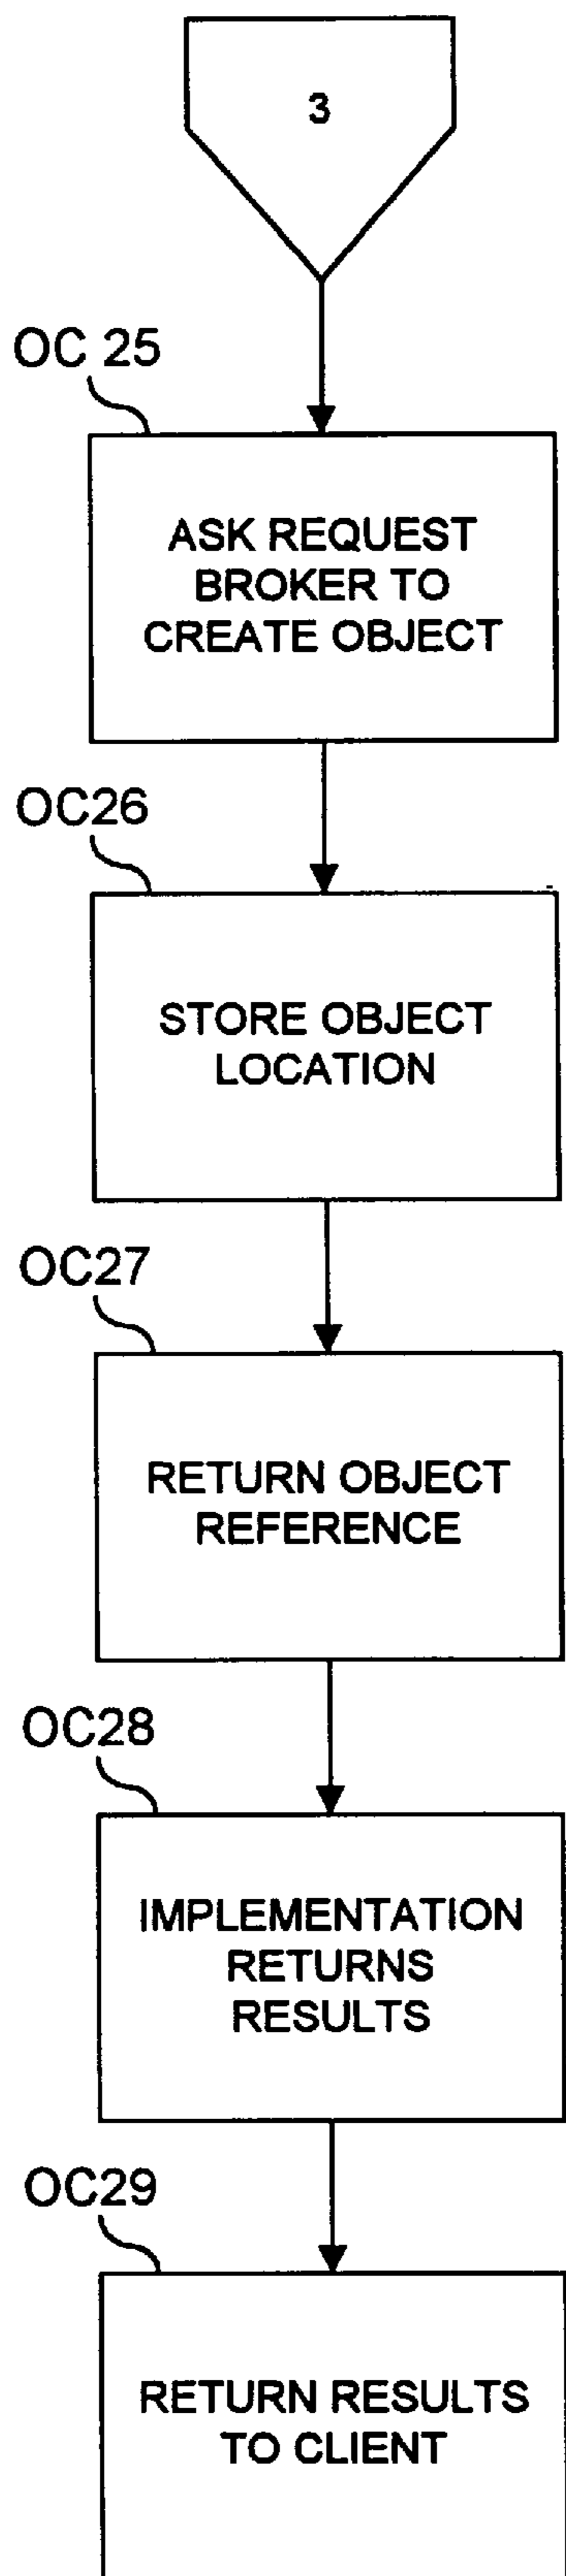 3
OC 25
ASK REQUEST
BROKER TO
CREATE OBJECT
OC26
STORE OBJECT
LOCATION
OC27
RETURN OBJECT
REFERENCE
OC28
IMPLEMENTATION
RETURNS
RESULTS
OC29
RETURN RESULTS
TO CLIENT